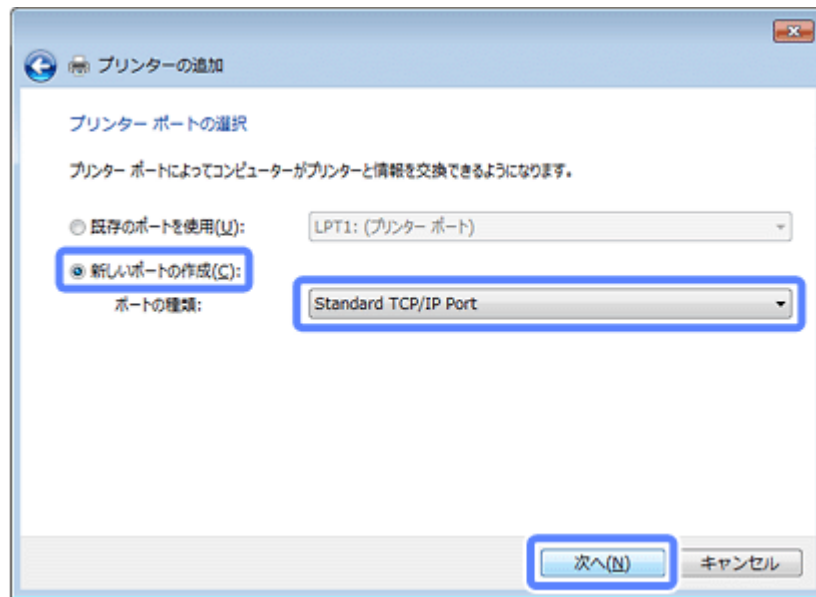 プリンターの追加
プリンター ポートの選択
プリンター ポートによってコンピューターがプリンターと情報を交換できるようになります。
既存のポートを使用(U): LPT1: (プリンター ポート)
新しいポートの作成(C):
ポートの種類: Standard TCP/IP Port
次へ(N) キャンセル